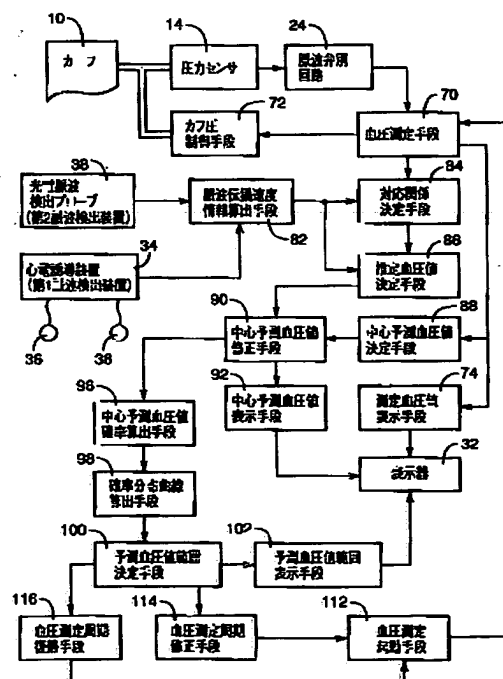 10
カフ
14
圧力センサ
24
脈波弁別
回路
72
カフ圧
制御手段
70
血圧測定手段
38
光電脈波
検出プローブ
(第2脈波検出装置)
脈波伝播速度
情報算出手段
82
84
対応関係
決定手段
34
心電誘導装置
(第1脈波検出装置)
36
38
86
推定血圧値
決定手段
90
中心予測血圧値
修正手段
88
中心予測血圧値
決定手段
92
中心予測血圧値
表示手段
74
測定血圧値
表示手段
96
中心予測血圧値
確率算出手段
32
表示器
98
確率分布曲線
算出手段
100
予測血圧値範囲
決定手段
102
予測血圧値範囲
表示手段
116
血圧測定周期
復帰手段
114
血圧測定周期
修正手段
112
血圧測定
起動手段